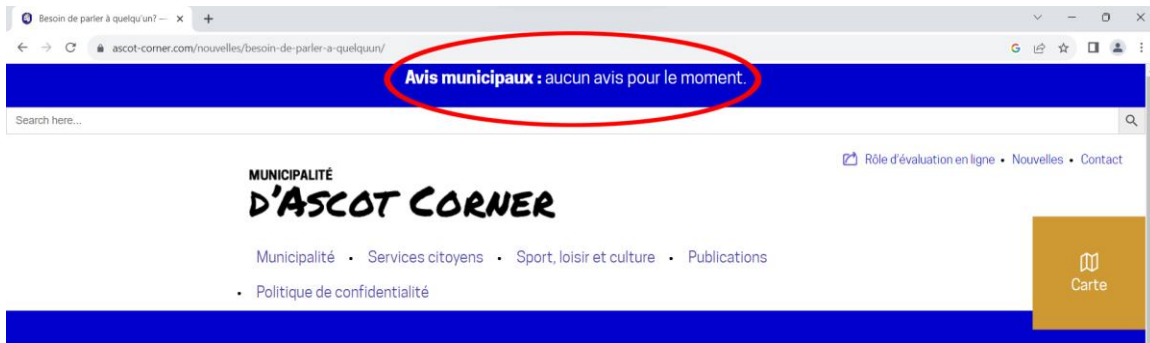 Besoin de parler à quelqu'un? —
ascot-corner.com/nouvelles/besoin-de-parler-a-quelquun/
Avis municipaux : aucun avis pour le moment.
Search here...
Rôle d'évaluation en ligne • Nouvelles • Contact
MUNICIPALITÉ
D'ASCOT CORNER
Municipalité • Services citoyens • Sport, loisir et culture • Publications
• Politique de confidentialité
Carte